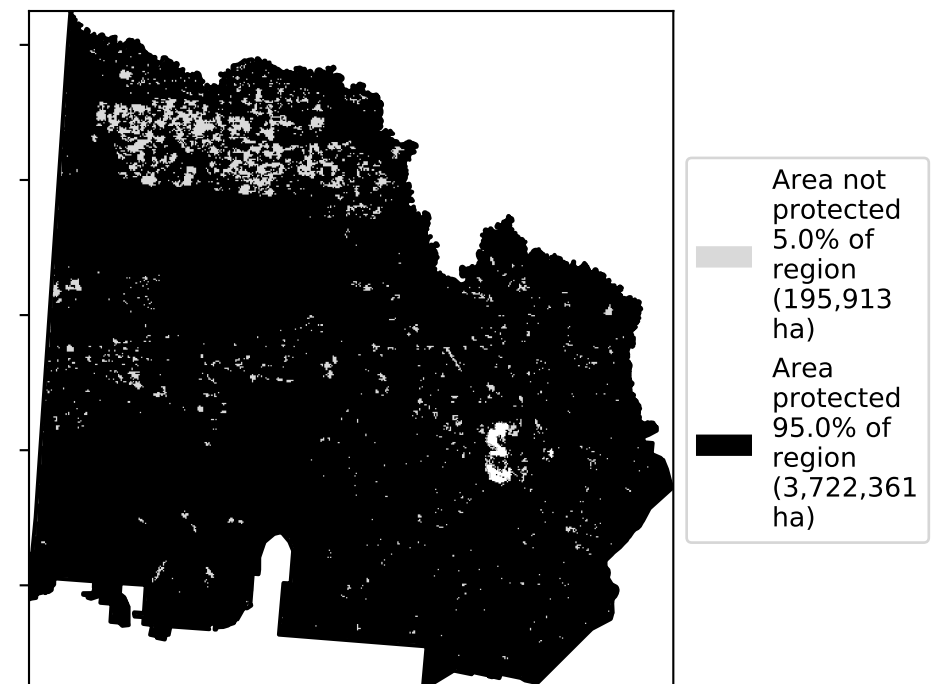 Area not
protected
5.0% of
region
(195,913
ha)
Area
protected
95.0% of
region
(3,722,361
ha)